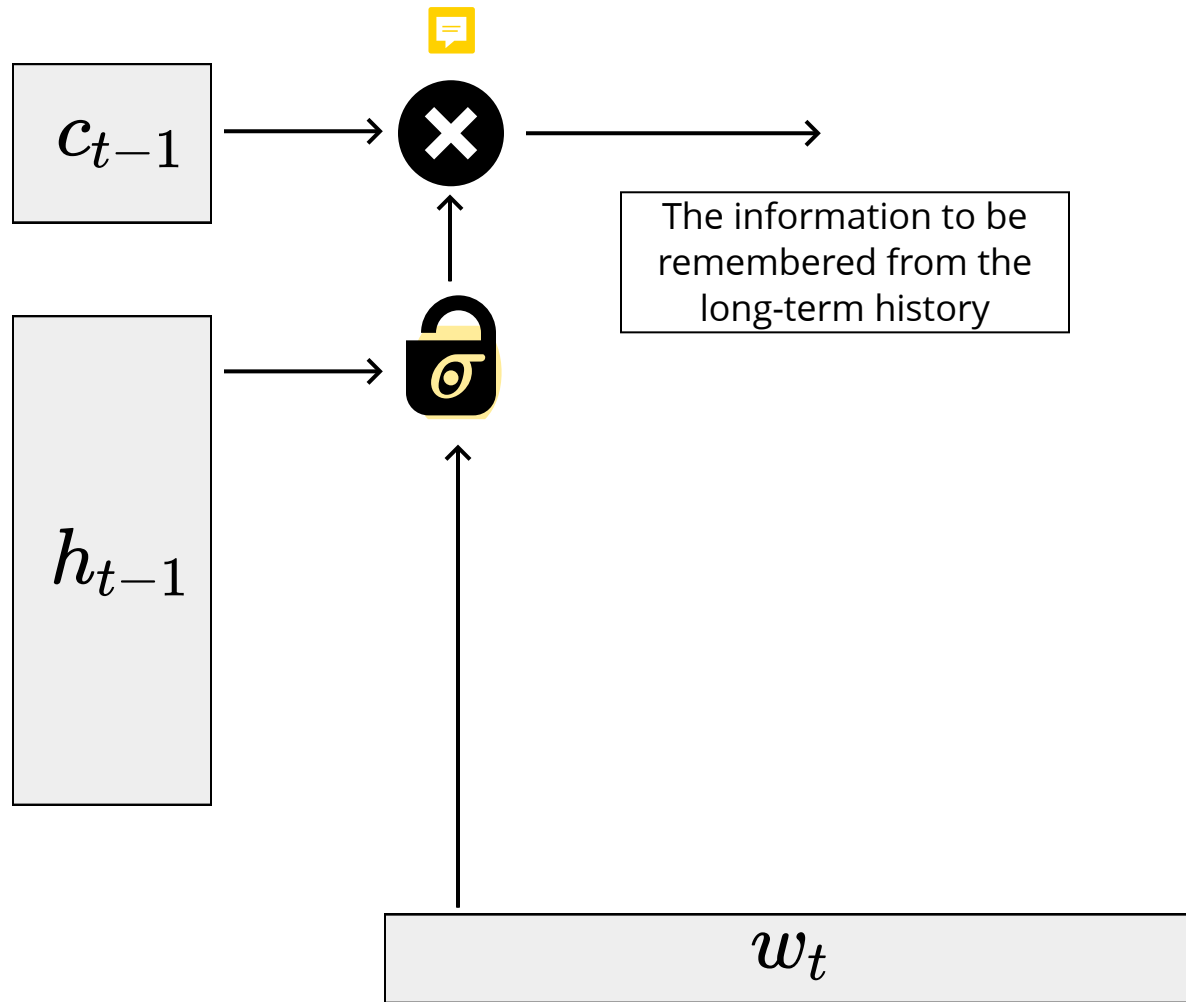 c_{t-1}
The information to be
remembered from the
long-term history
σ
h_{t-1}
w_t